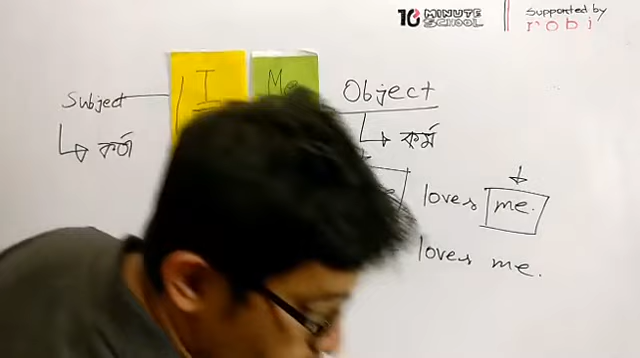 10 MINUTE SCHOOL
Supported by
robi
Subject
I
Me
Object
কর্তা
কর্ম
loves me.
loves me.